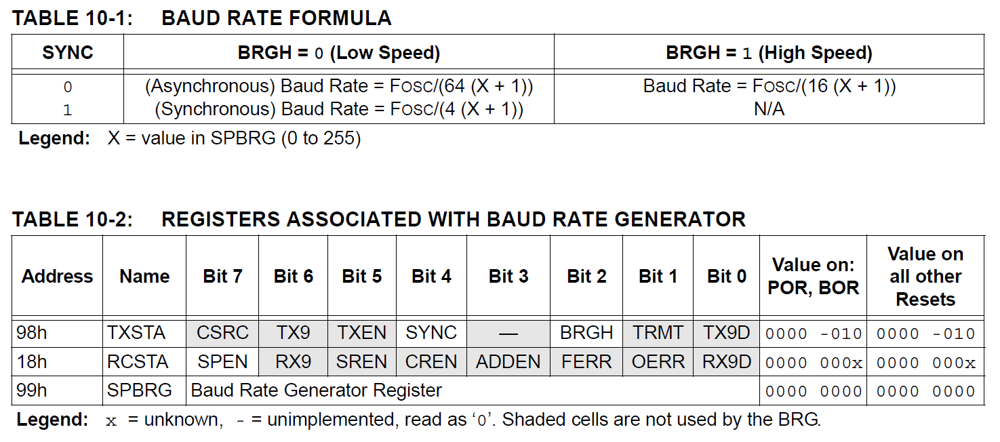 TABLE 10-1: BAUD RATE FORMULA
SYNC BRGH = 0 (Low Speed) BRGH = 1 (High Speed)
0 (Asynchronous) Baud Rate = FOSC/(64 (X + 1)) Baud Rate = FOSC/(16 (X + 1))
1 (Synchronous) Baud Rate = FOSC/(4 (X + 1)) N/A
Legend: X = value in SPBRG (0 to 255)
TABLE 10-2: REGISTERS ASSOCIATED WITH BAUD RATE GENERATOR
Address Name Bit 7 Bit 6 Bit 5 Bit 4 Bit 3 Bit 2 Bit 1 Bit 0 Value on: POR, BOR Value on all other Resets
98h TXSTA CSRC TX9 TXEN SYNC — BRGH TRMT TX9D 0000 -010 0000 -010
18h RCSTA SPEN RX9 SREN CREN ADDEN FERR OERR RX9D 0000 000x 0000 000x
99h SPBRG Baud Rate Generator Register 0000 0000 0000 0000
Legend: x = unknown, - = unimplemented, read as ‘0’. Shaded cells are not used by the BRG.